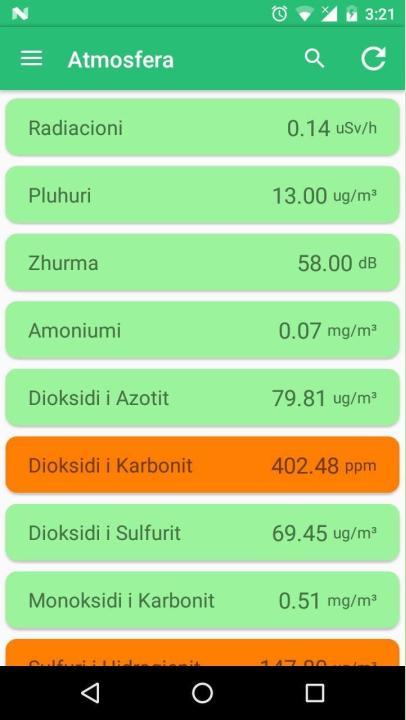 3:21
Atmosfera
Radiacioni 0.14 uSv/h
Pluhuri 13.00 ug/m³
Zhurma 58.00 dB
Amoniumi 0.07 mg/m³
Dioksidi i Azotit 79.81 ug/m³
Dioksidi i Karbonit 402.48 ppm
Dioksidi i Sulfurit 69.45 ug/m³
Monoksidi i Karbonit 0.51 mg/m³
Sulfuri i Hidrogjenit